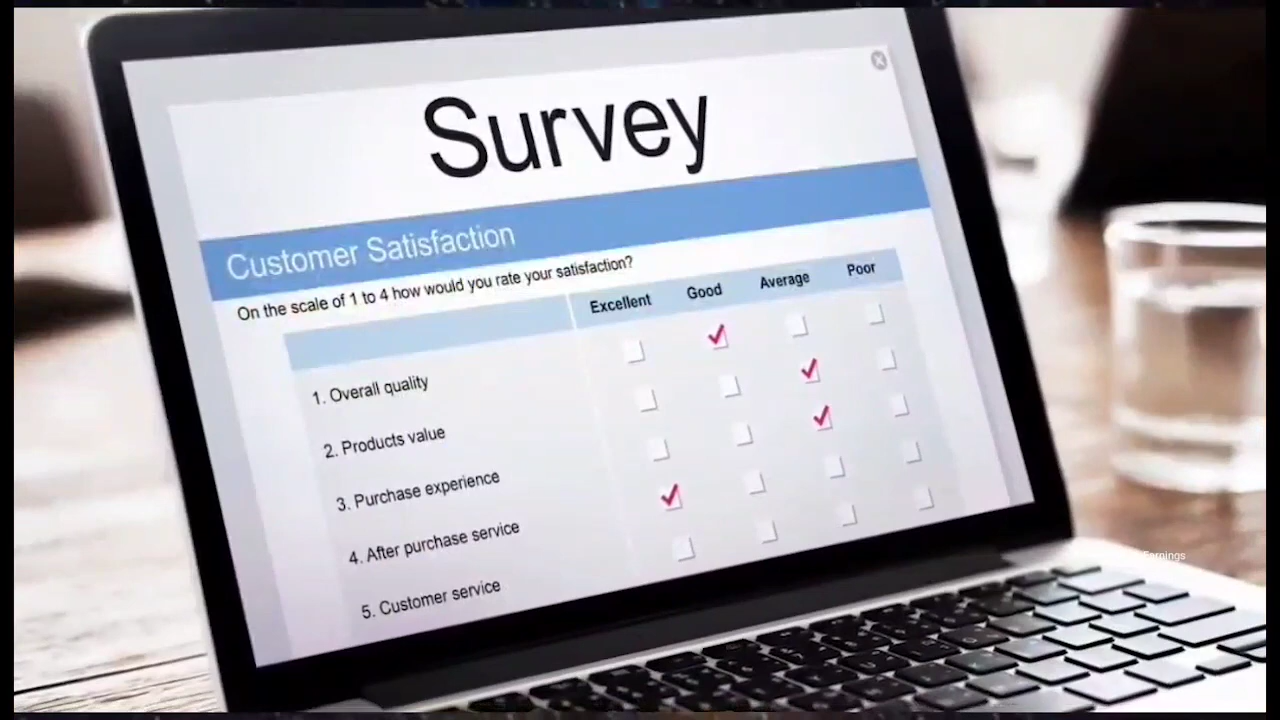 Survey
Customer Satisfaction
On the scale of 1 to 4 how would you rate your satisfaction?
Excellent Good Average Poor
1. Overall quality
2. Products value
3. Purchase experience
4. After purchase service
5. Customer service
Earnings